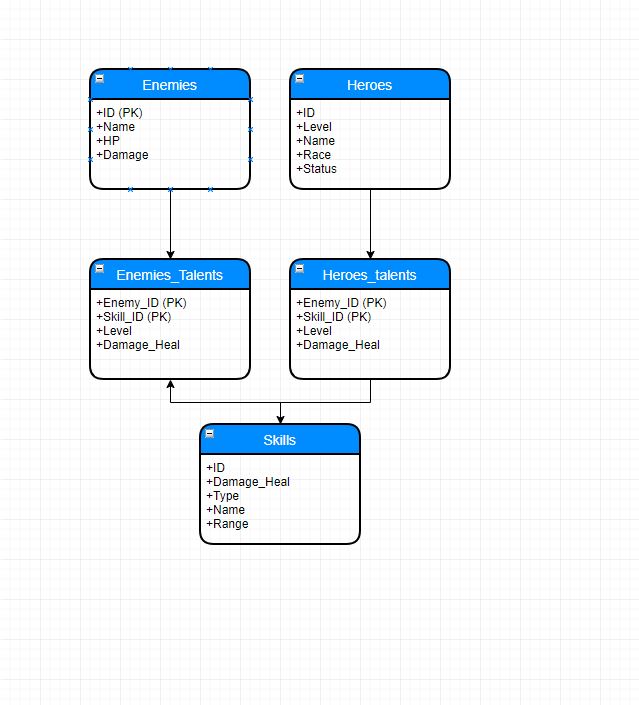 Enemies
+ID (PK)
+Name
+HP
+Damage
Heroes
+ID
+Level
+Name
+Race
+Status
Enemies_Talents
+Enemy_ID (PK)
+Skill_ID (PK)
+Level
+Damage_Heal
Heroes_talents
+Enemy_ID (PK)
+Skill_ID (PK)
+Level
+Damage_Heal
Skills
+ID
+Damage_Heal
+Type
+Name
+Range